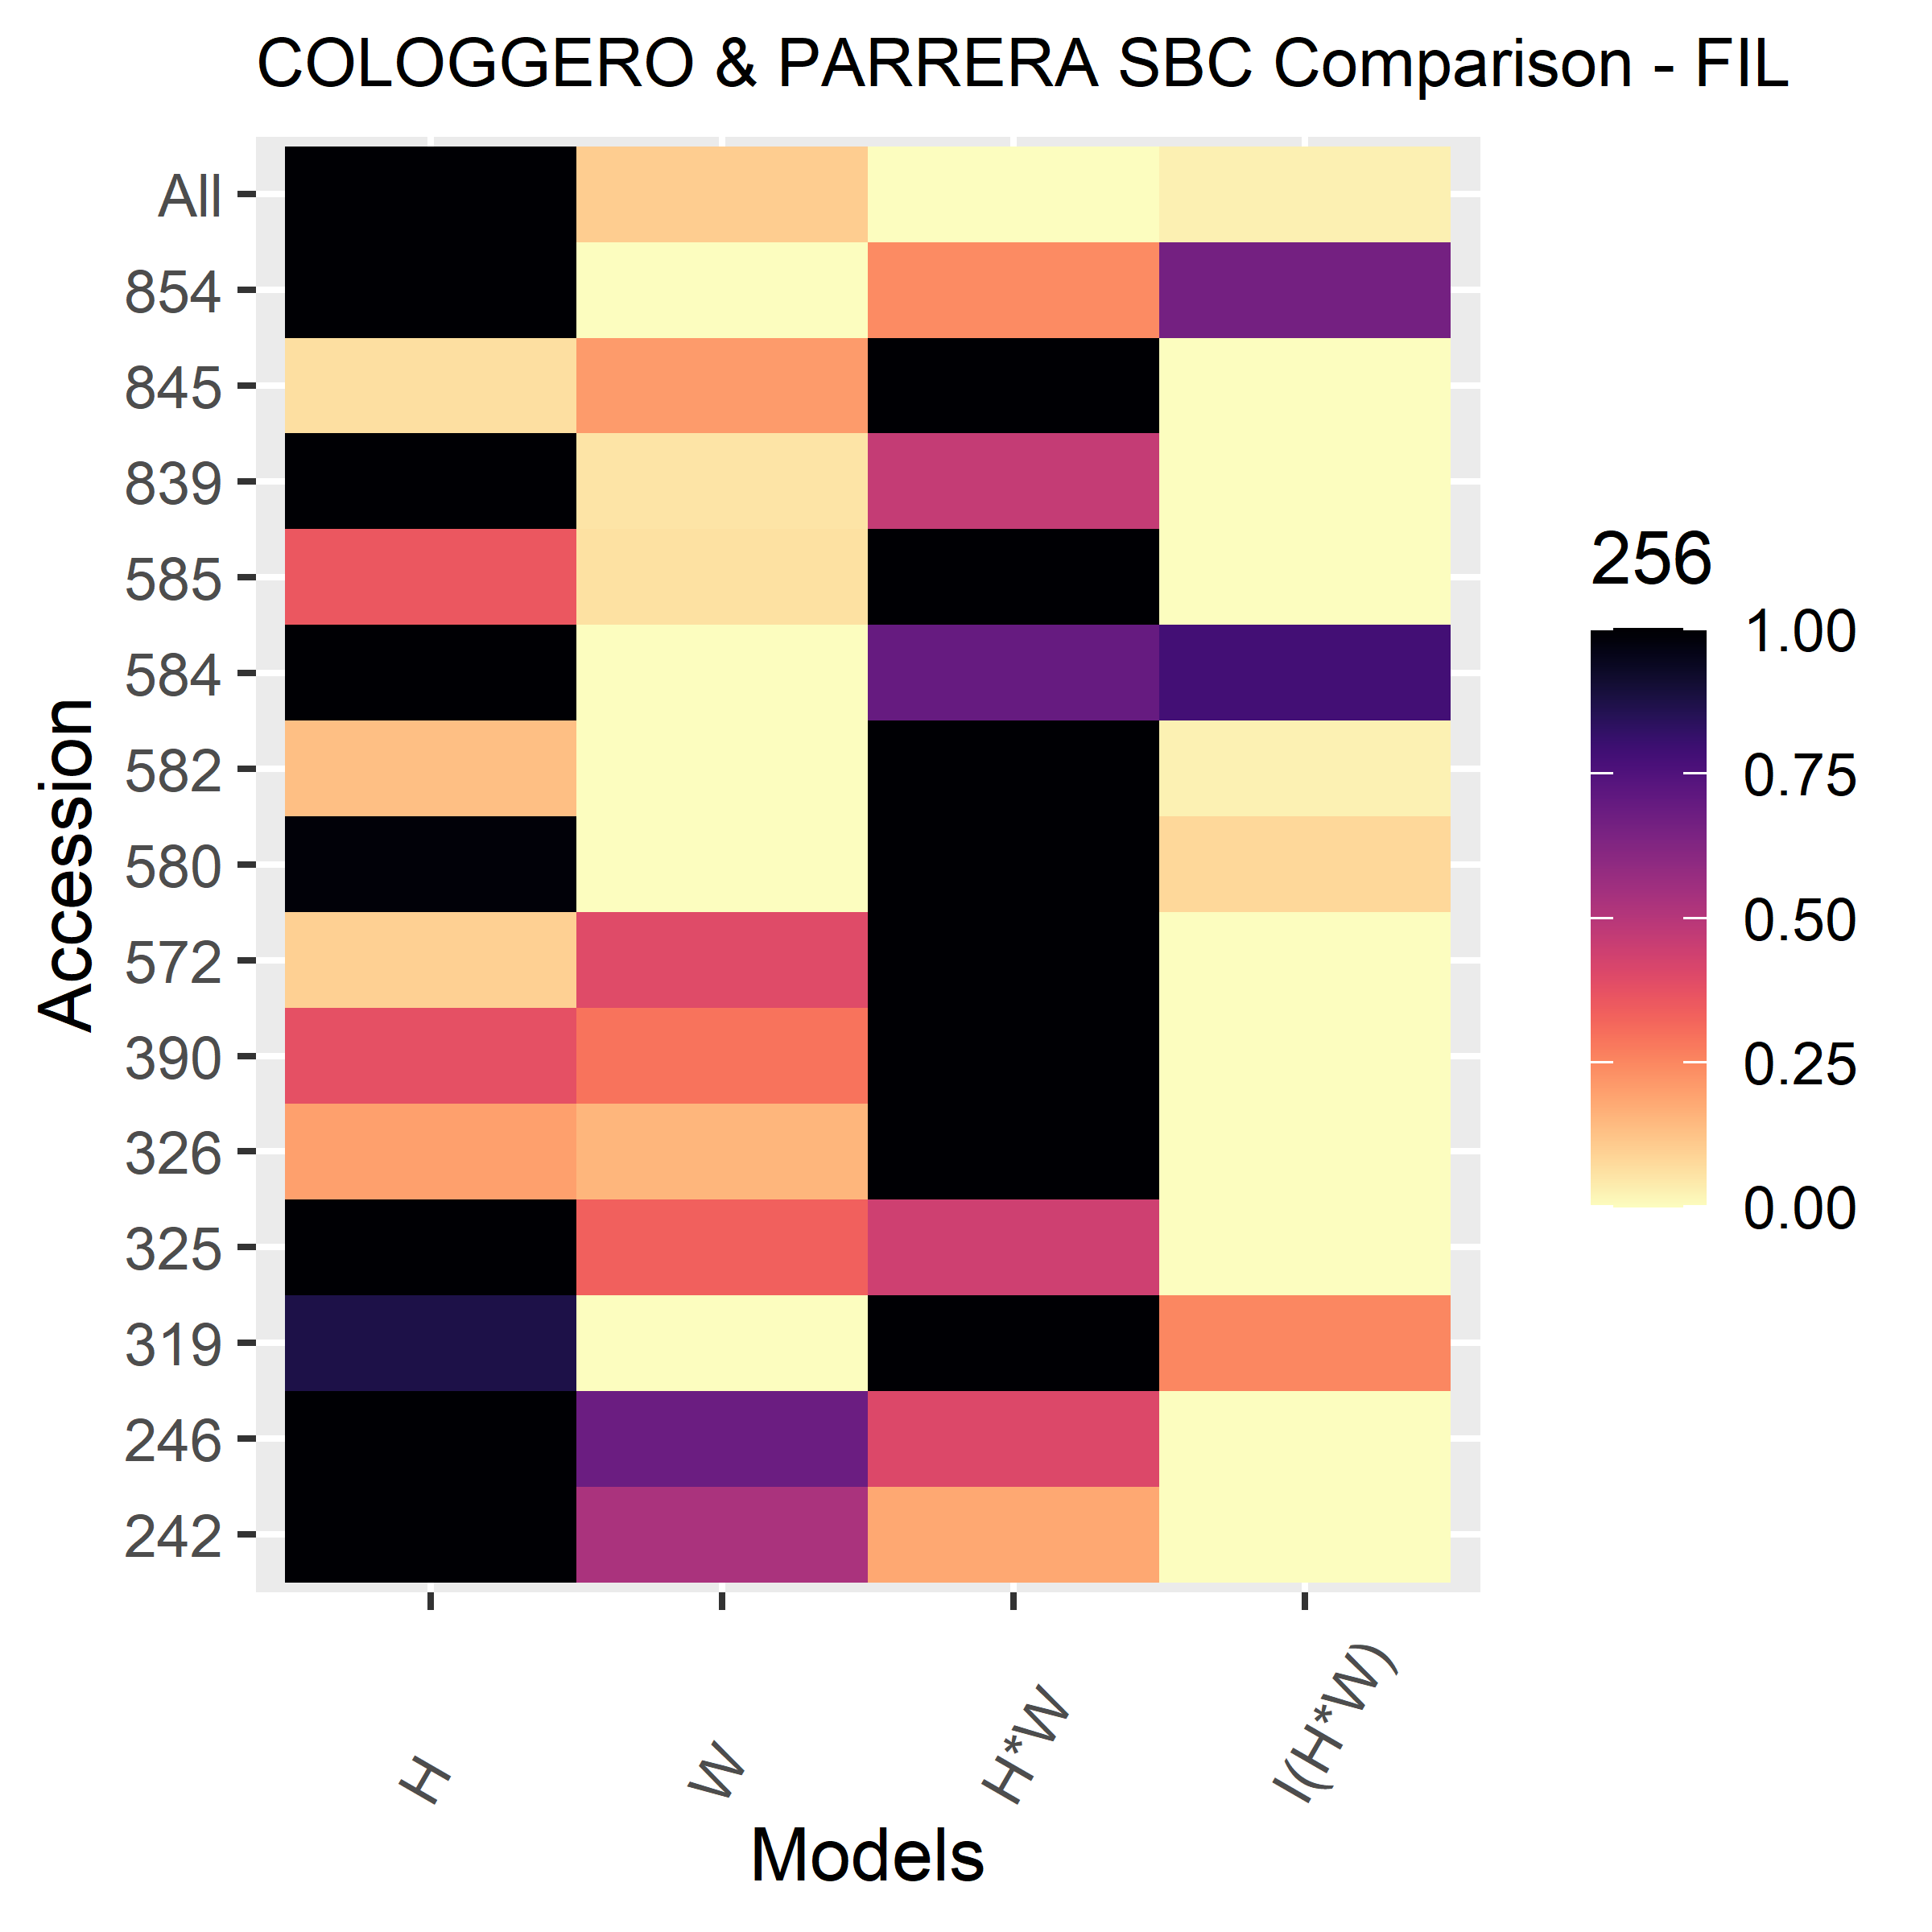 COLOGGERO & PARRERA SBC Comparison - FIL
Accession
All
854
845
839
585
584
582
580
572
390
326
325
319
246
242
H
W
H*W
I(H*W)
Models
256
1.00
0.75
0.50
0.25
0.00